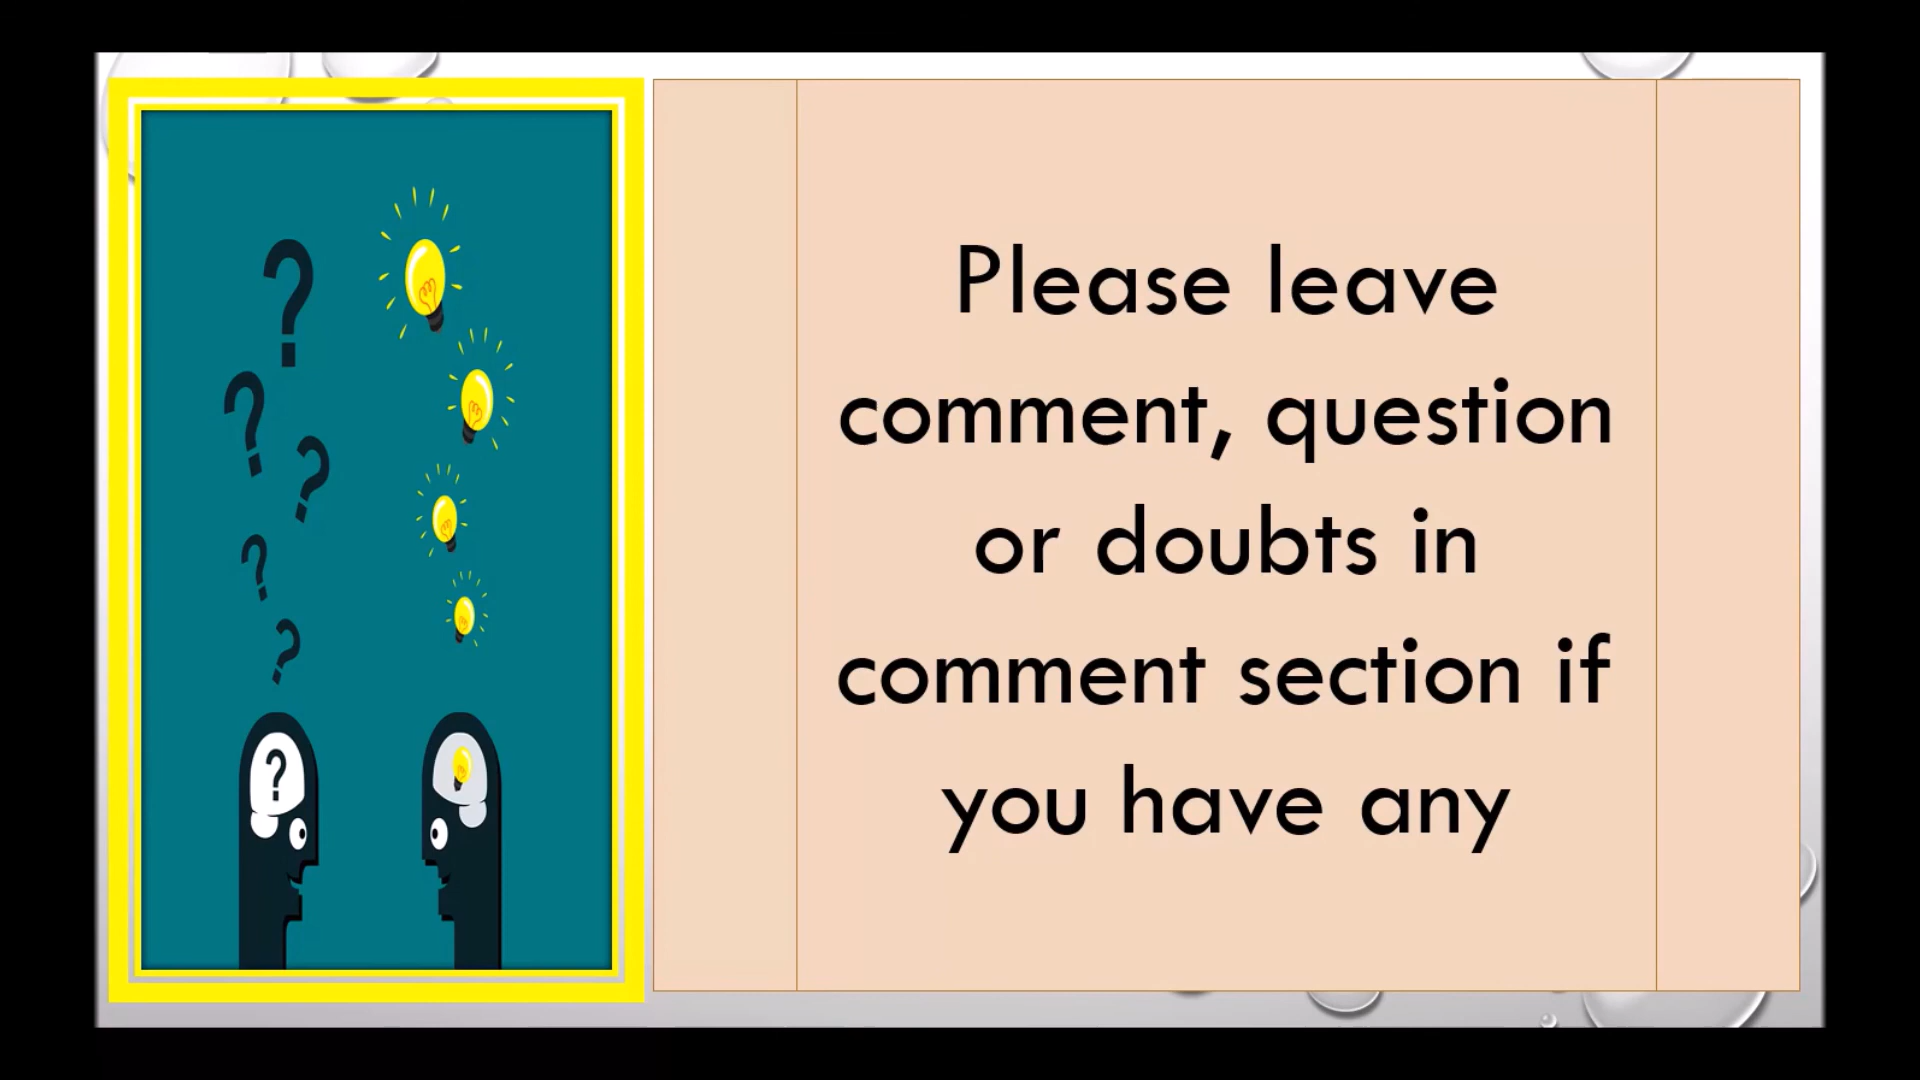 Please leave
comment, question
or doubts in
comment section if
you have any